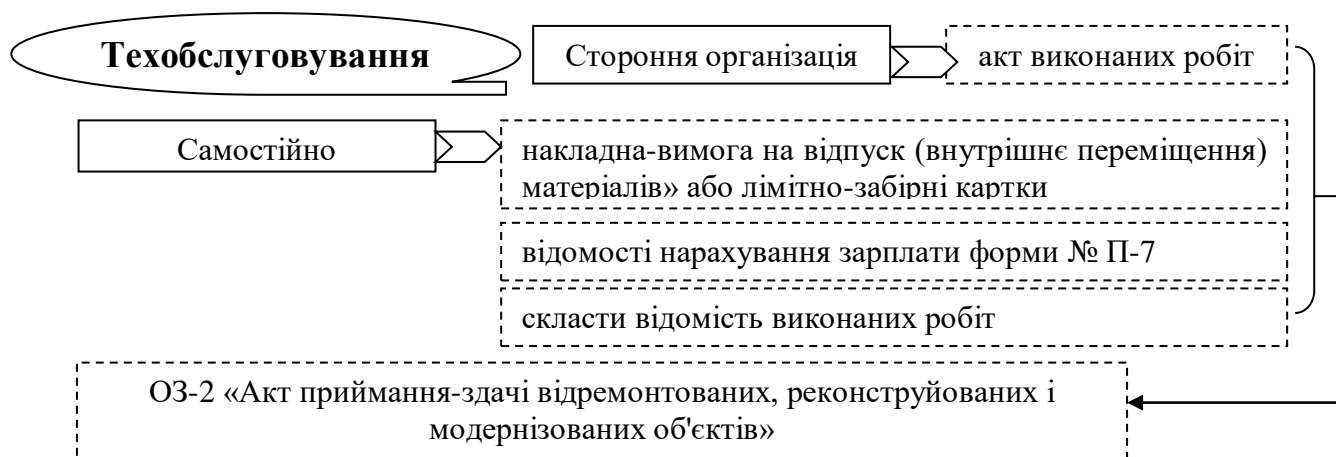 Техобслуговування
Стороння організація
акт виконаних робіт
Самостійно
накладна-вимога на відпуск (внутрішнє переміщення)
матеріалів» або лімітно-забірні картки
відомості нарахування зарплати форми № П-7
скласти відомість виконаних робіт
ОЗ-2 «Акт приймання-здачі відремонтованих, реконструйованих і
модернізованих об'єктів»